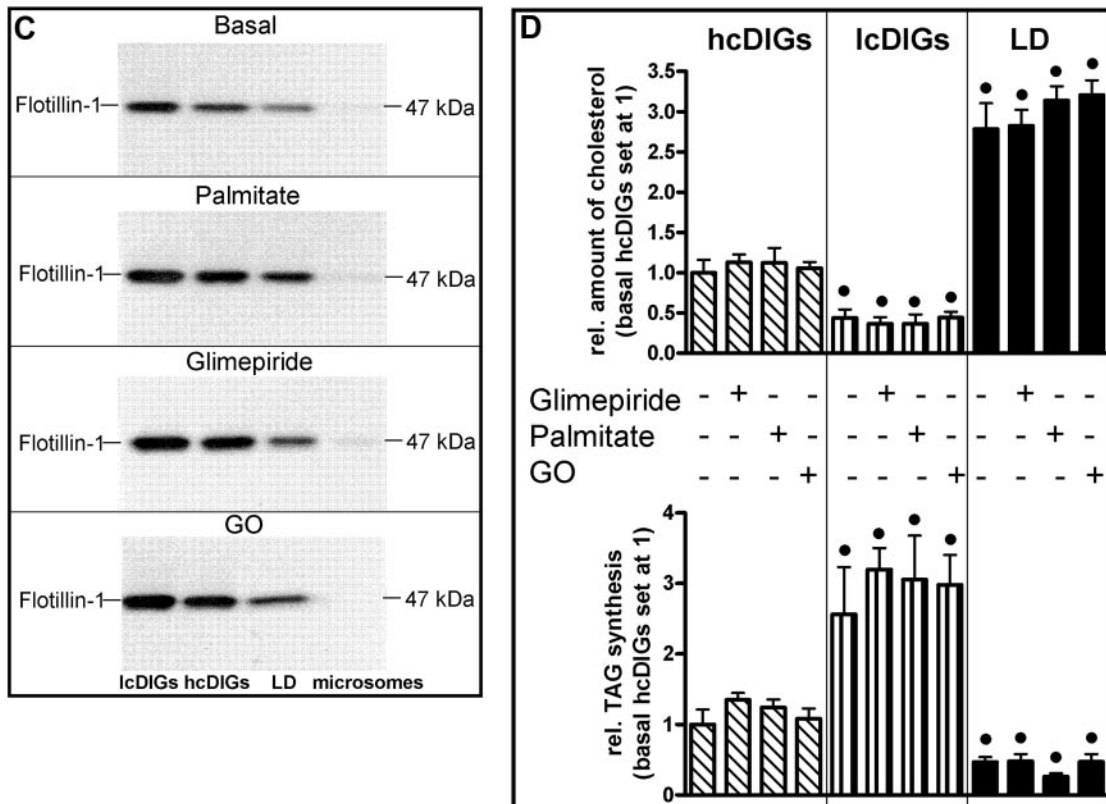 C
Basal
Flotillin-1 47 kDa
Palmitate
Flotillin-1 47 kDa
Glimepiride
Flotillin-1 47 kDa
GO
Flotillin-1 47 kDa
lcDIGs hcDIGs LD microsomes
D
hcDIGs lcDIGs LD
rel. amount of cholesterol
(basal hcDIGs set at 1)
3.5
3.0
2.5
2.0
1.5
1.0
0.5
0.0
Glimepiride - + - - - + - - - + - -
Palmitate - - + - - - + - - - + -
GO - - - + - - - + - - - +
rel. TAG synthesis
(basal hcDIGs set at 1)
4
3
2
1
0